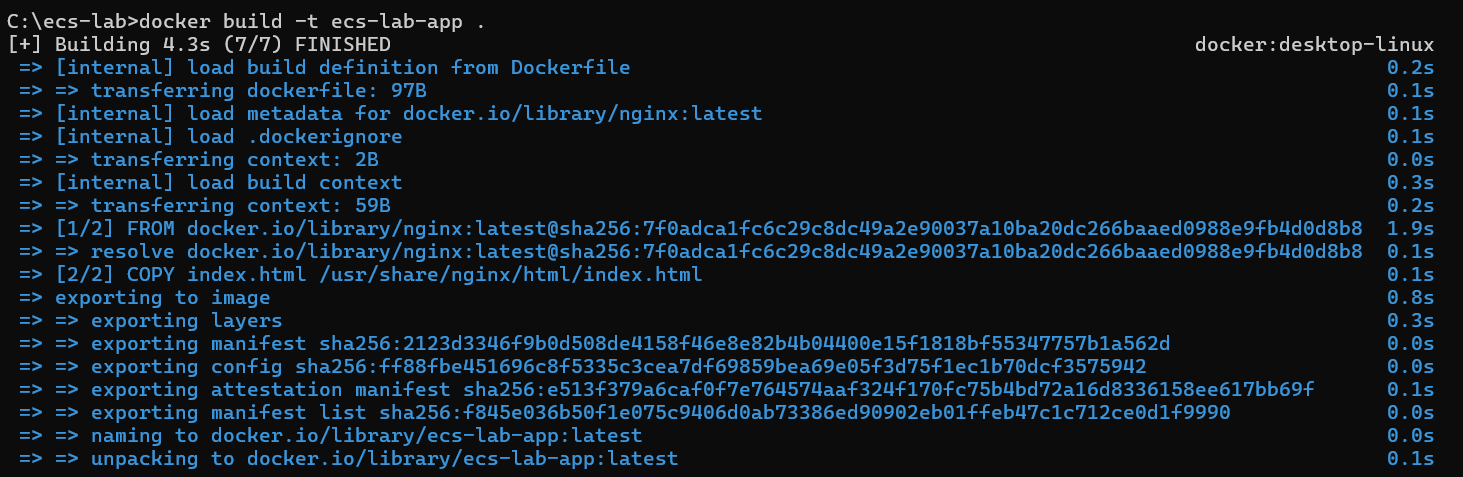 C:\ecs-lab>docker build -t ecs-lab-app .
[+] Building 4.3s (7/7) FINISHED docker:desktop-linux
=> [internal] load build definition from Dockerfile 0.2s
=> => transferring dockerfile: 97B 0.1s
=> [internal] load metadata for docker.io/library/nginx:latest 0.1s
=> [internal] load .dockerignore 0.1s
=> => transferring context: 2B 0.0s
=> [internal] load build context 0.3s
=> => transferring context: 59B 0.2s
=> [1/2] FROM docker.io/library/nginx:latest@sha256:7f0adca1fc6c29c8dc49a2e90037a10ba20dc266baaed0988e9fb4d0d8b8 1.9s
=> => resolve docker.io/library/nginx:latest@sha256:7f0adca1fc6c29c8dc49a2e90037a10ba20dc266baaed0988e9fb4d0d8b8 0.1s
=> [2/2] COPY index.html /usr/share/nginx/html/index.html 0.1s
=> exporting to image 0.8s
=> => exporting layers 0.3s
=> => exporting manifest sha256:2123d3346f9b0d508de4158f46e8e82b4b04400e15f1818bf55347757b1a562d 0.0s
=> => exporting config sha256:ff88fbe451696c8f5335c3cea7df69859bea69e05f3d75f1ec1b70dcf3575942 0.0s
=> => exporting attestation manifest sha256:e513f379a6caf0f7e764574aaf324f170fc75b4bd72a16d8336158ee617bb69f 0.1s
=> => exporting manifest list sha256:f845e036b50f1e075c9406d0ab73386ed90902eb01ffeb47c1c712ce0d1f9990 0.0s
=> => naming to docker.io/library/ecs-lab-app:latest 0.0s
=> => unpacking to docker.io/library/ecs-lab-app:latest 0.1s